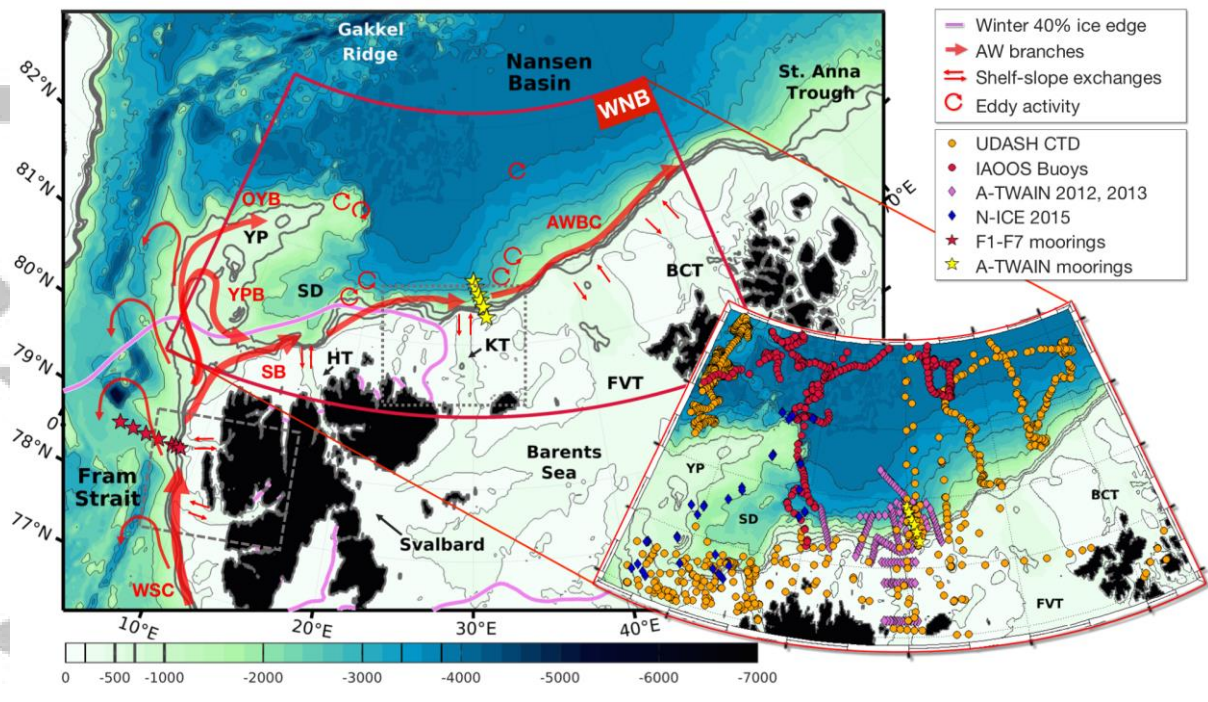 Gakkel
Ridge
Nansen
Basin
St. Anna
Trough
WNB
82°N
81°N
80°N
79°N
78°N
77°N
0
70°E
OYB
YP
YPB
SD
AWBC
BCT
HT
SB
KT
FVT
Fram
Strait
Barents
Sea
Svalbard
WSC
10°E
20°E
30°E
40°E
0
-500
-1000
-2000
-3000
-4000
-5000
-6000
-7000
Winter 40% ice edge
AW branches
Shelf-slope exchanges
Eddy activity
UDASH CTD
IAOOS Buoys
A-TWAIN 2012, 2013
N-ICE 2015
F1-F7 moorings
A-TWAIN moorings
YP
SD
BCT
FVT